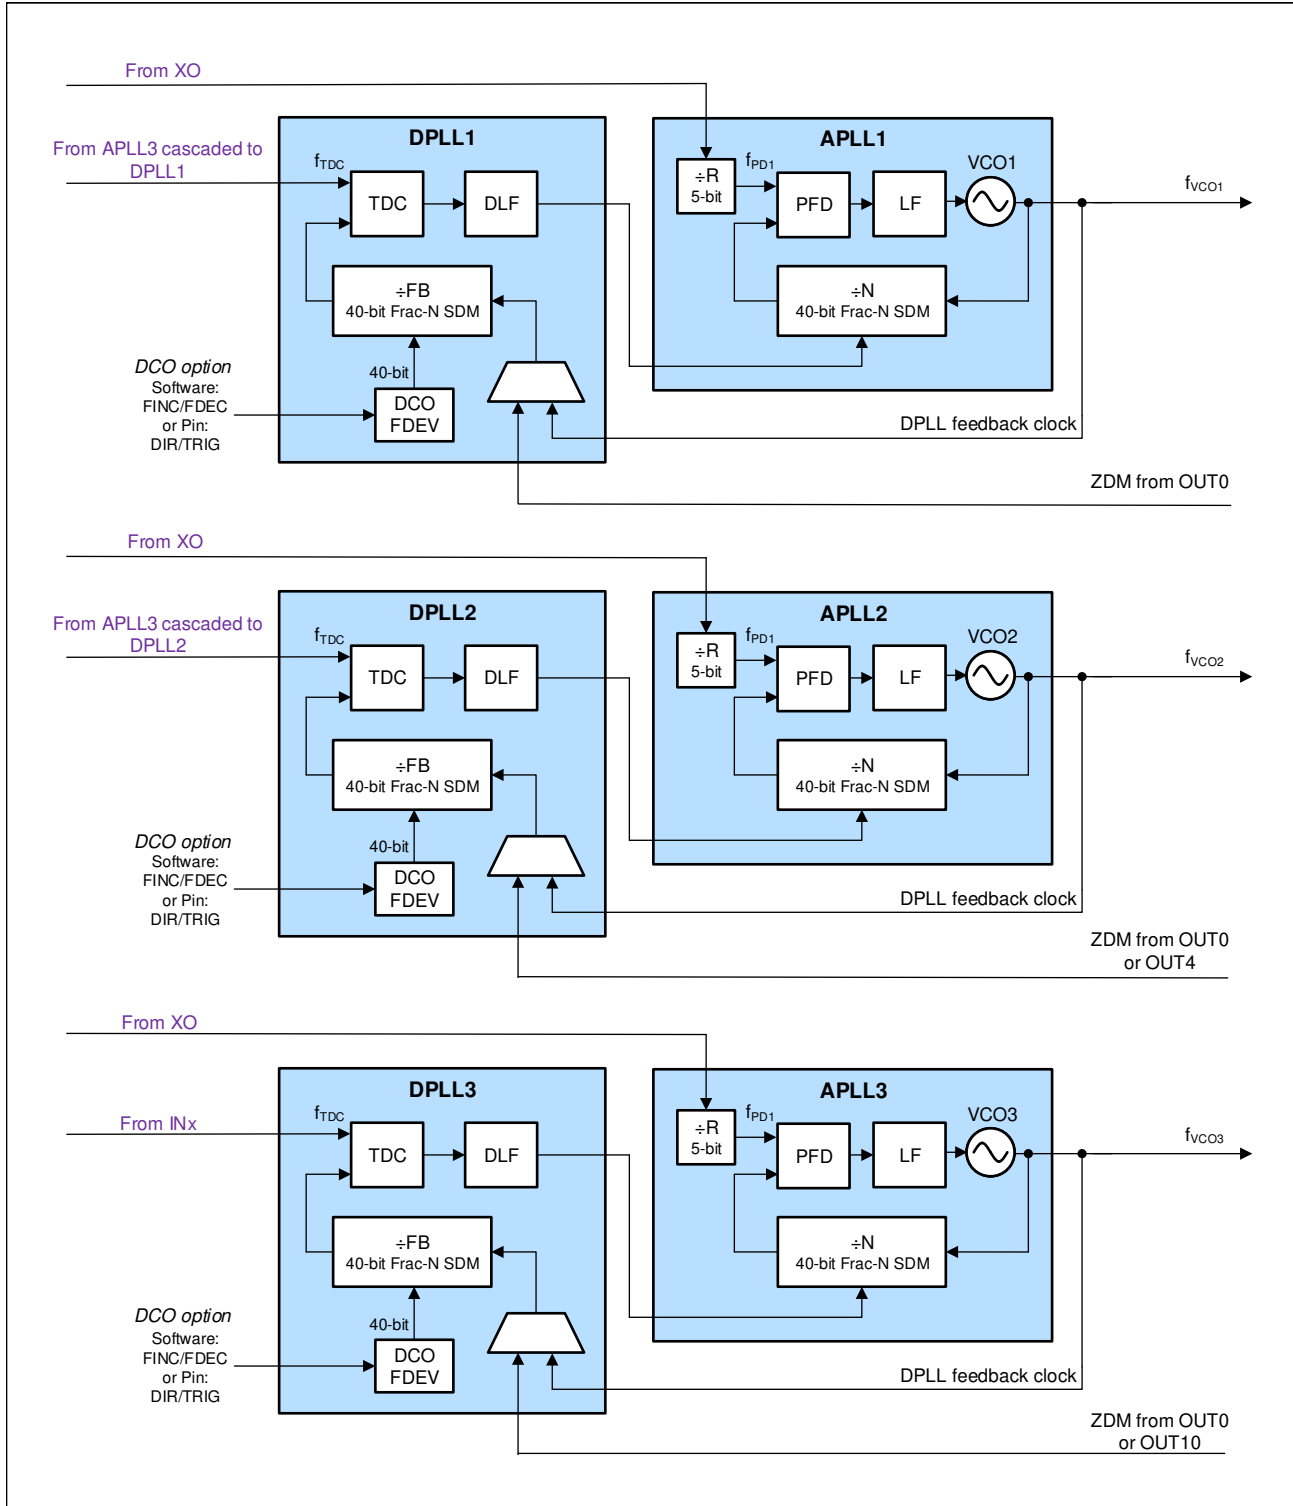 From XO
From APLL3 cascaded to
DPLL1
DPLL1
fTDC
TDC
DLF
÷FB
40-bit Frac-N SDM
DCO option
Software:
FINC/FDEC
or Pin:
DIR/TRIG
40-bit
DCO
FDEV
APLL1
÷R
5-bit
fPD1
PFD
LF
VCO1
fVCO1
÷N
40-bit Frac-N SDM
DPLL feedback clock
ZDM from OUT0
From XO
From APLL3 cascaded to
DPLL2
DPLL2
fTDC
TDC
DLF
÷FB
40-bit Frac-N SDM
DCO option
Software:
FINC/FDEC
or Pin:
DIR/TRIG
40-bit
DCO
FDEV
APLL2
÷R
5-bit
fPD1
PFD
LF
VCO2
fVCO2
÷N
40-bit Frac-N SDM
DPLL feedback clock
ZDM from OUT0
or OUT4
From XO
From INx
DPLL3
fTDC
TDC
DLF
÷FB
40-bit Frac-N SDM
DCO option
Software:
FINC/FDEC
or Pin:
DIR/TRIG
40-bit
DCO
FDEV
APLL3
÷R
5-bit
fPD1
PFD
LF
VCO3
fVCO3
÷N
40-bit Frac-N SDM
DPLL feedback clock
ZDM from OUT0
or OUT10